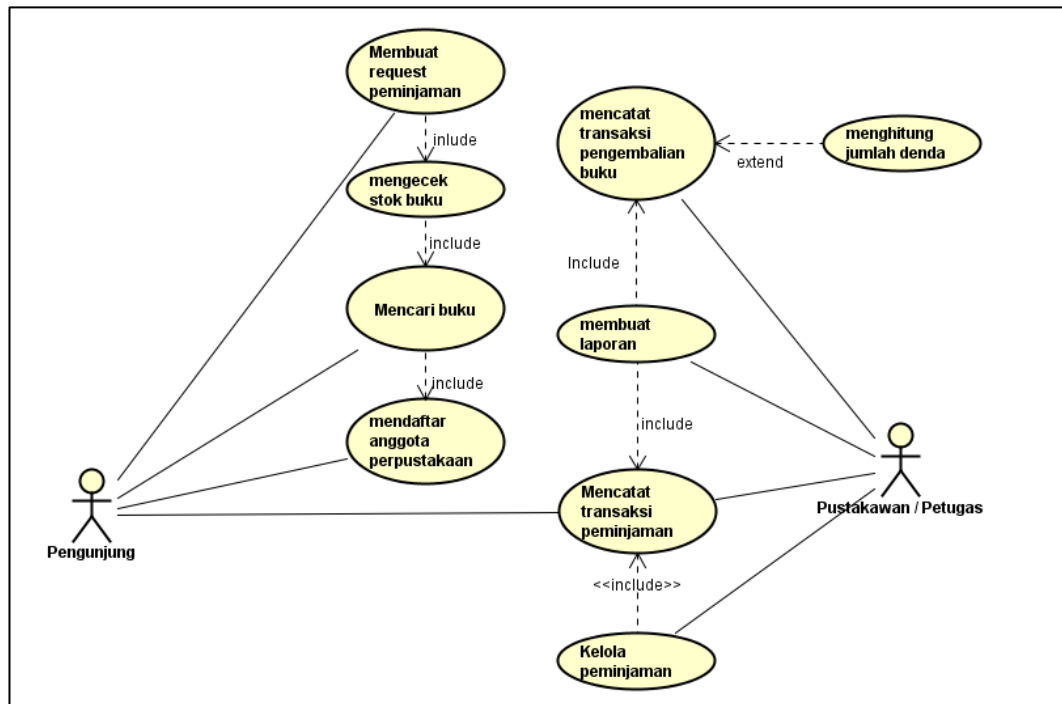 Membuat
request
peminjaman
inlude
mengecek
stok buku
include
Mencari buku
include
mendaftar
anggota
perpustakaan
Pengunjung
mencatat
transaksi
pengembalian
buku
extend
menghitung
jumlah denda
Include
membuat
laporan
include
Mencatat
transaksi
peminjaman
<<include>>
Kelola
peminjaman
Pustakawan / Petugas